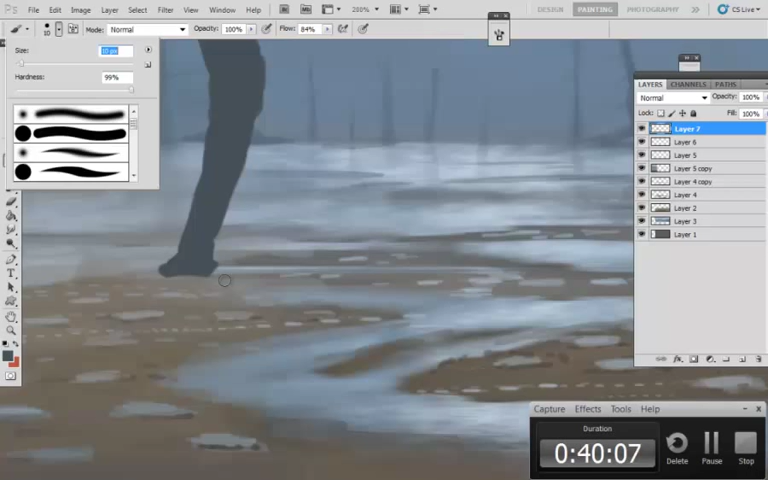 Ps File Edit Image Layer Select Filter View Window Help 200% DESIGN PAINTING PHOTOGRAPHY >> CS Live
10 Mode: Normal Opacity: 100% Flow: 84%
Size: 10 px
Hardness: 99%
LAYERS CHANNELS PATHS
Normal Opacity: 100%
Lock: Fill: 100%
Layer 7
Layer 6
Layer 5
Layer 5 copy
Layer 4 copy
Layer 4
Layer 2
Layer 3
Layer 1
Capture Effects Tools Help
Duration
0:40:07
Delete Pause Stop